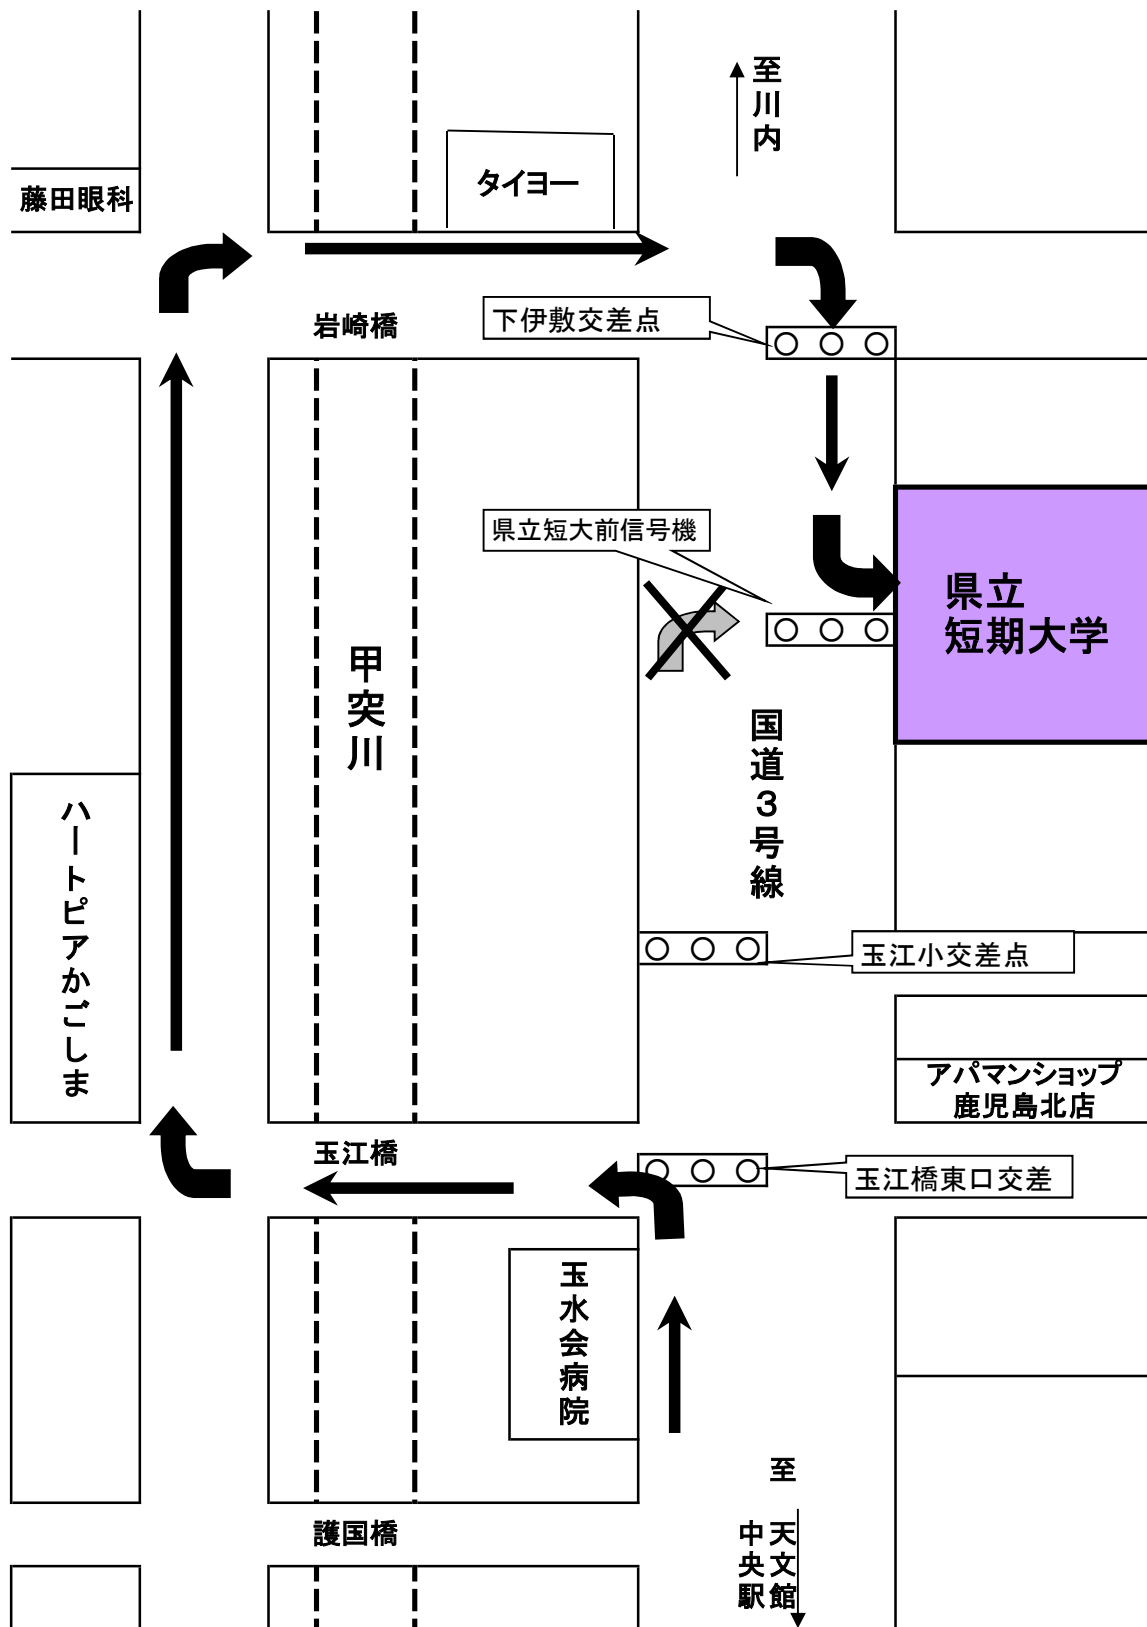 至川内
タイヨー
藤田眼科
岩崎橋
下伊敷交差点
県立短大前信号機
県立
短期大学
甲突川
国道３号線
ハートピアかごしま
玉江小交差点
アパマンショップ
鹿児島北店
玉江橋
玉江橋東口交差
玉水会病院
至
天文館
中央駅
護国橋